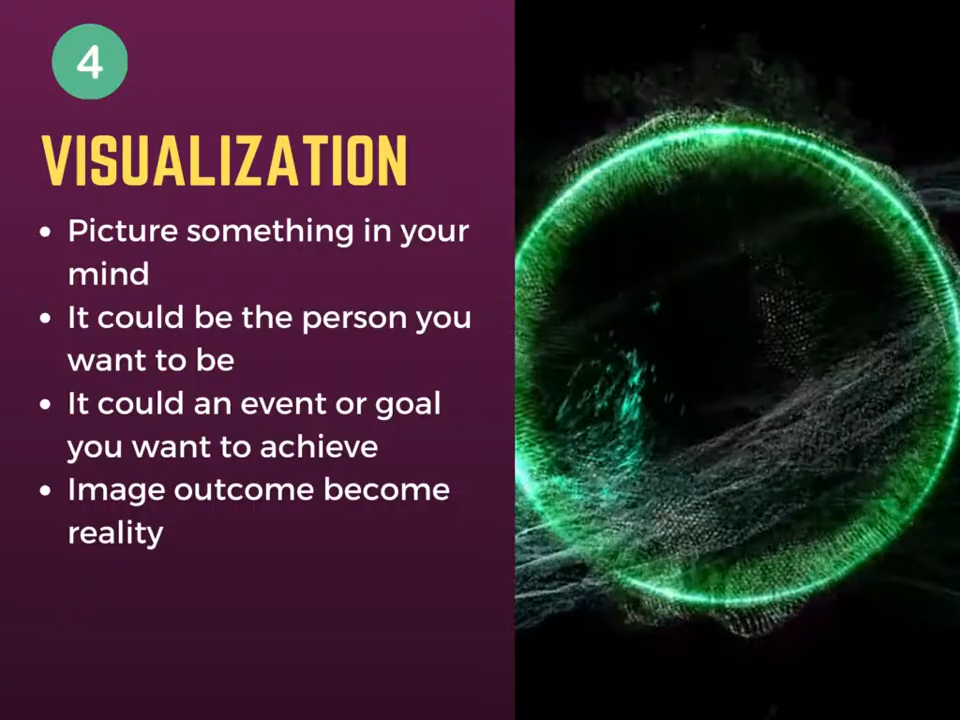 4
VISUALIZATION
• Picture something in your
mind
• It could be the person you
want to be
• It could an event or goal
you want to achieve
• Image outcome become
reality